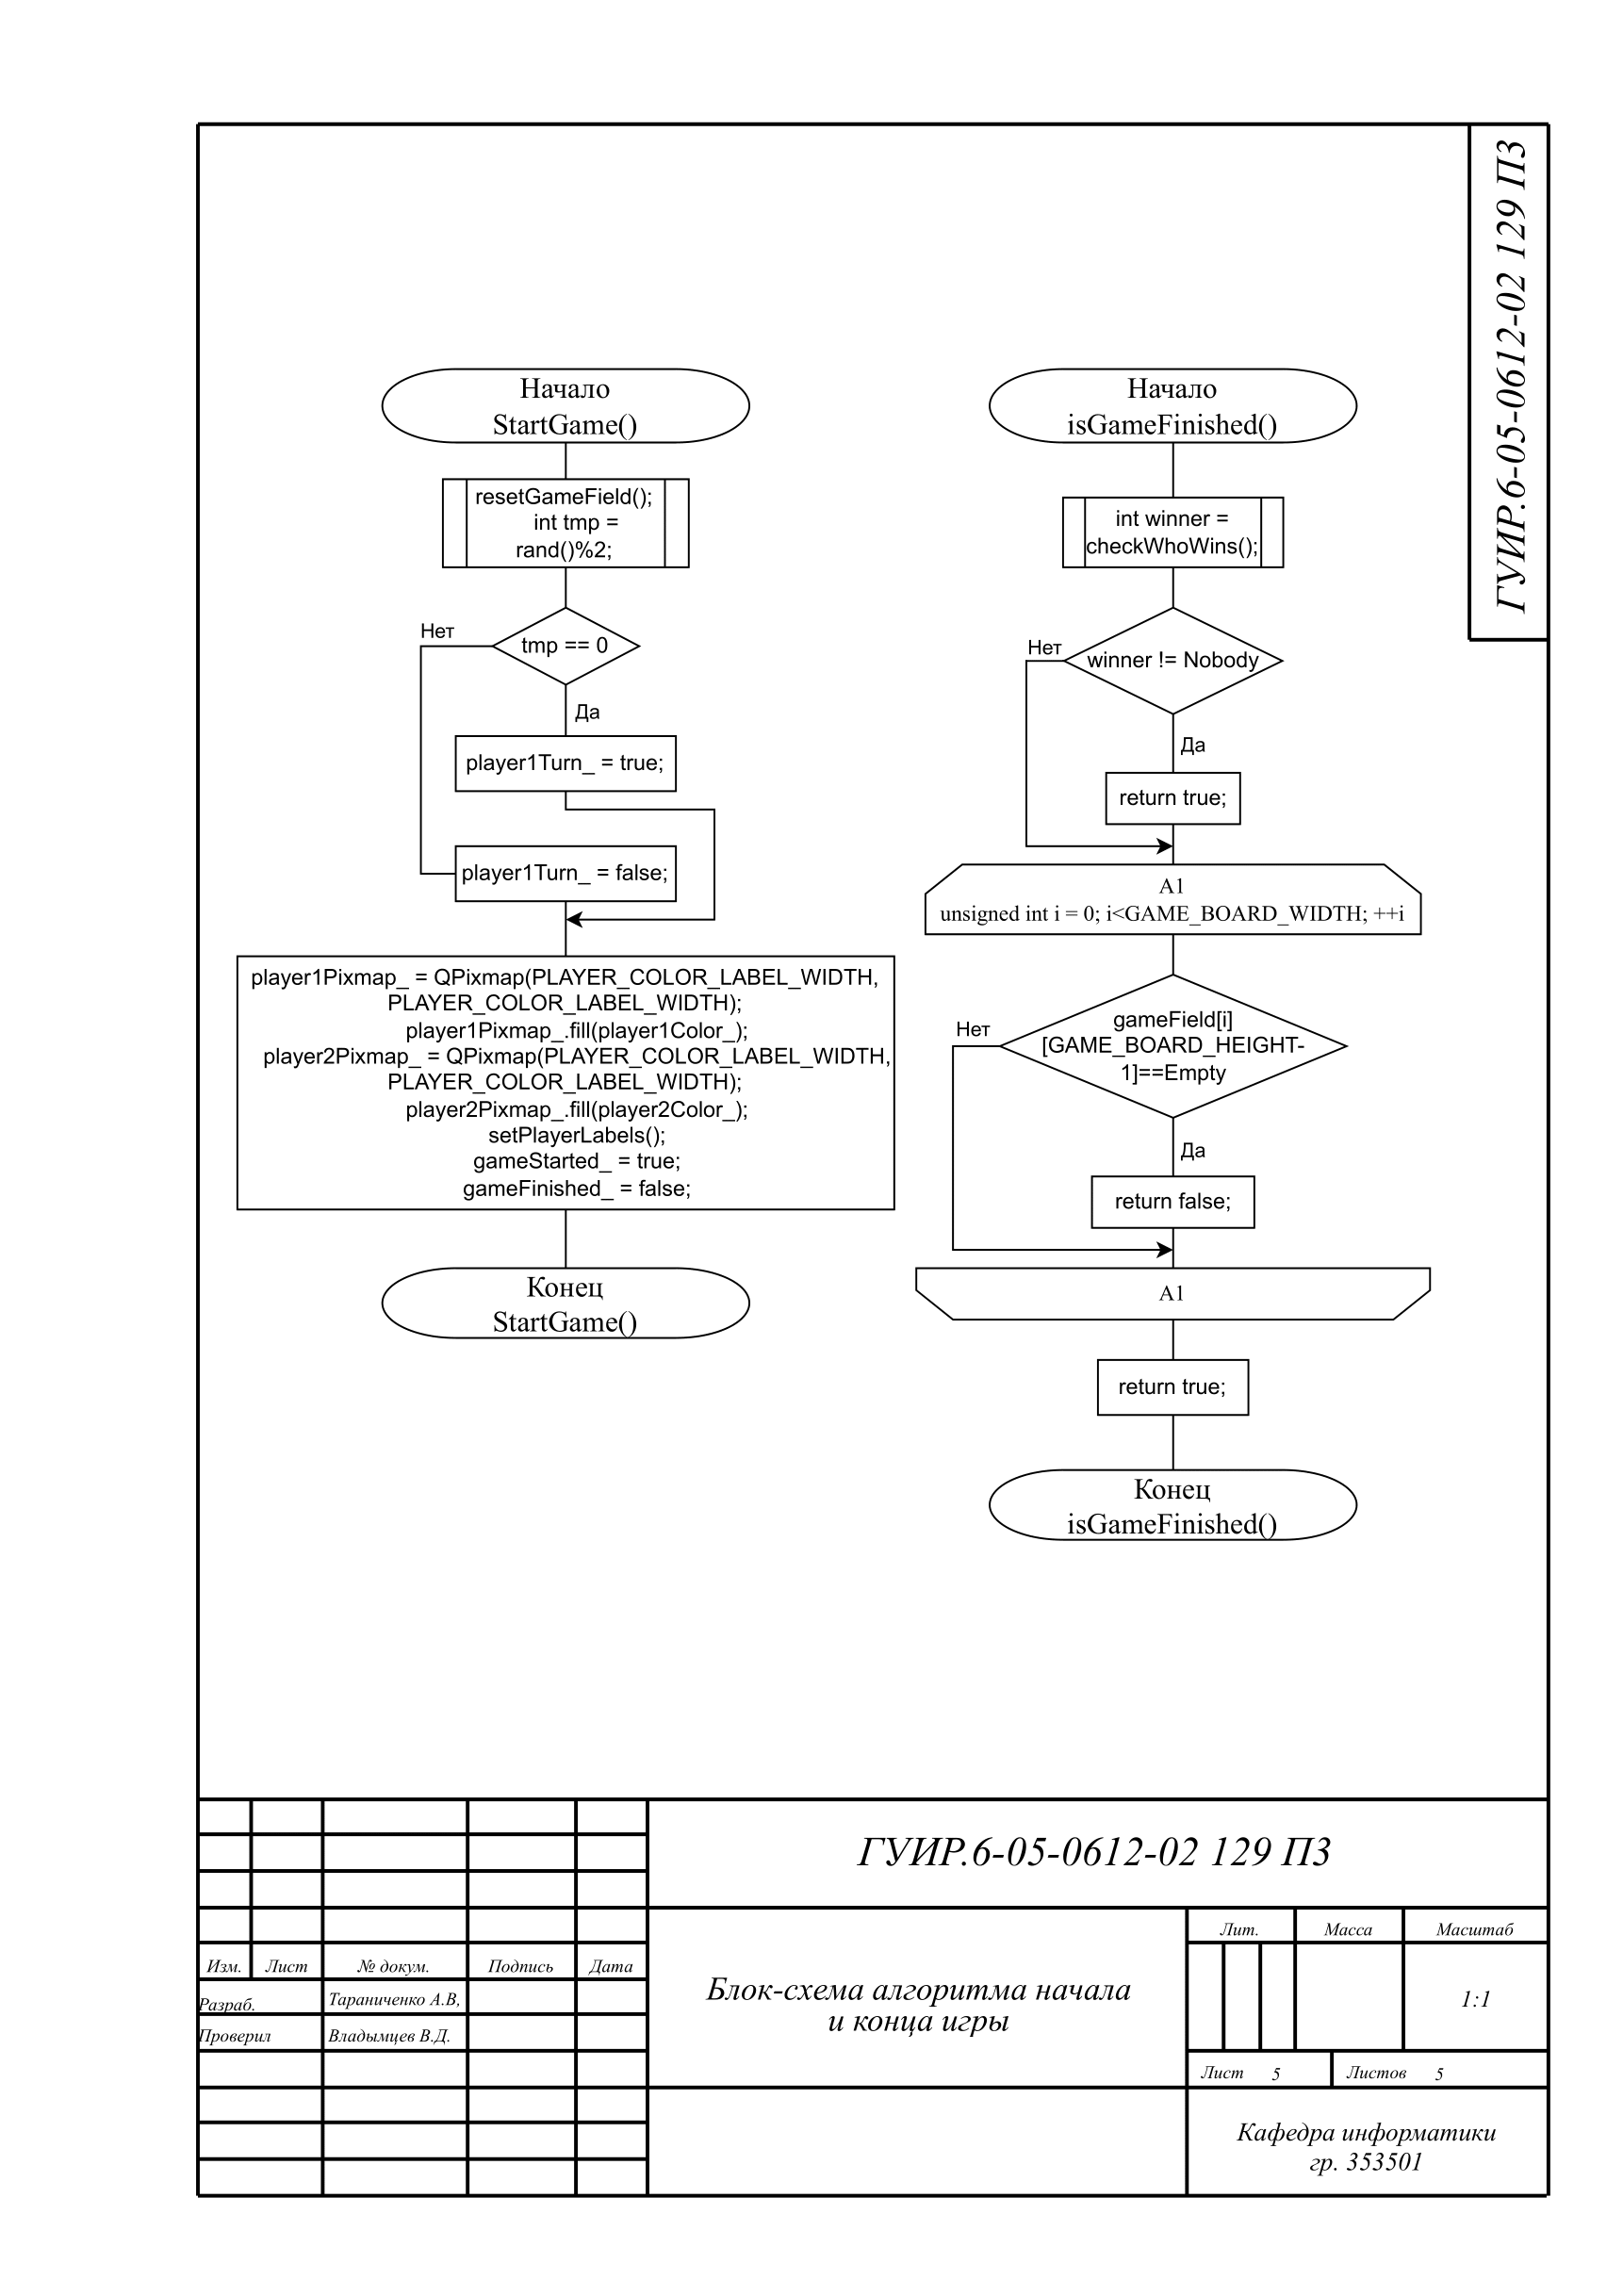 ГУИР.6-05-0612-02 129 ПЗ
Начало
StartGame()
resetGameField();
int tmp =
rand()%2;
tmp == 0
Нет
Да
player1Turn_ = true;
player1Turn_ = false;
player1Pixmap_ = QPixmap(PLAYER_COLOR_LABEL_WIDTH,
PLAYER_COLOR_LABEL_WIDTH);
player1Pixmap_.fill(player1Color_);
player2Pixmap_ = QPixmap(PLAYER_COLOR_LABEL_WIDTH,
PLAYER_COLOR_LABEL_WIDTH);
player2Pixmap_.fill(player2Color_);
setPlayerLabels();
gameStarted_ = true;
gameFinished_ = false;
Конец
StartGame()
Начало
isGameFinished()
int winner =
checkWhoWins();
Нет
winner != Nobody
Да
return true;
A1
unsigned int i = 0; i<GAME_BOARD_WIDTH; ++i
Нет
gameField[i]
[GAME_BOARD_HEIGHT-
1]==Empty
Да
return false;
A1
return true;
Конец
isGameFinished()
ГУИР.6-05-0612-02 129 ПЗ
Лит. Масса Масштаб
Изм. Лист № докум. Подпись Дата
Разраб. Тараниченко А.В,
Проверил Владымцев В.Д.
Блок-схема алгоритма начала
и конца игры
1:1
Лист 5 Листов 5
Кафедра информатики
гр. 353501